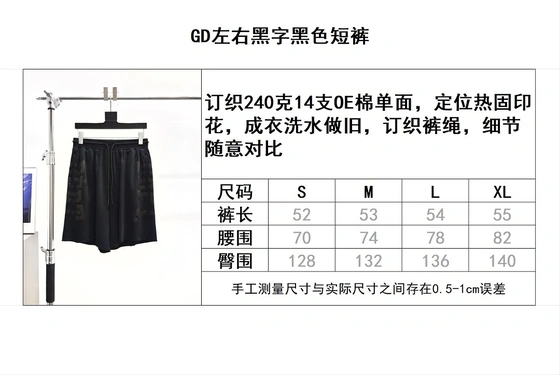 GD左右黑字黑色短裤
订织240克14支OE棉单面，定位热固印
花，成衣洗水做旧，订织裤绳，细节
随意对比
尺码 S M L XL
裤长 52 53 54 55
腰围 70 74 78 82
臀围 128 132 136 140
手工测量尺寸与实际尺寸之间存在0.5-1cm误差